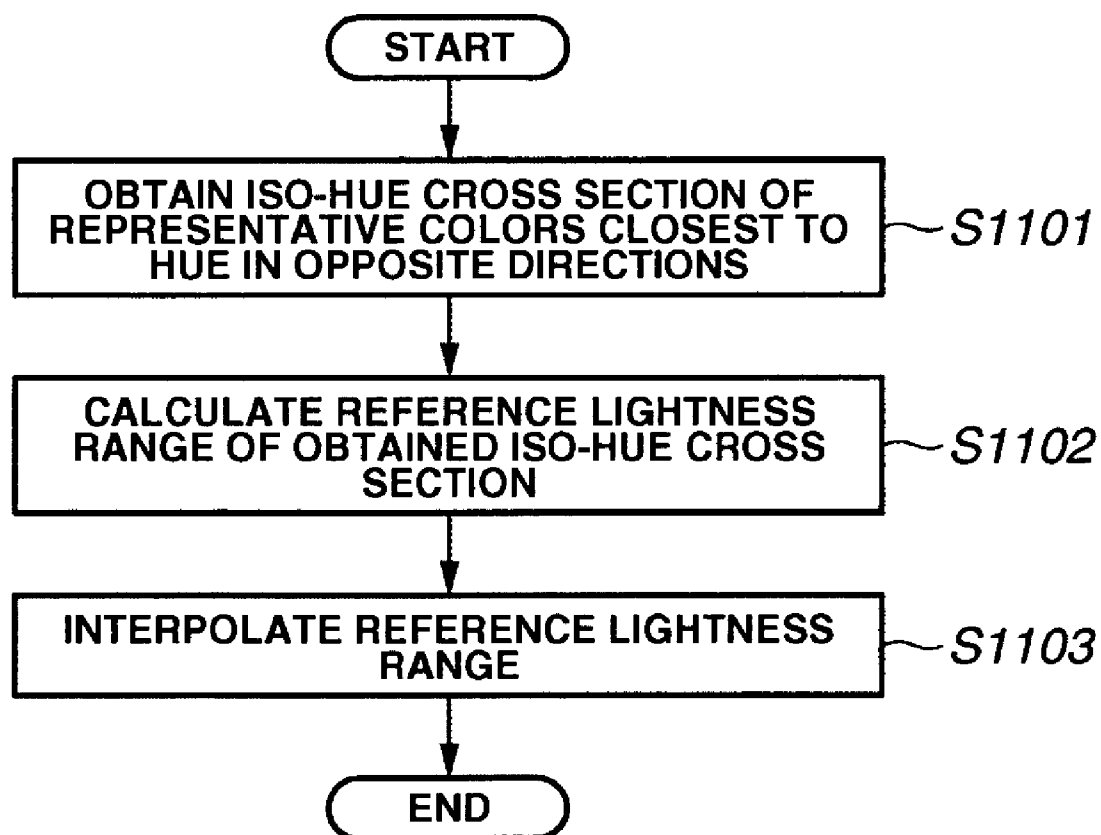 START
OBTAIN ISO-HUE CROSS SECTION OF
REPRESENTATIVE COLORS CLOSEST TO
HUE IN OPPOSITE DIRECTIONS
S1101
CALCULATE REFERENCE LIGHTNESS
RANGE OF OBTAINED ISO-HUE CROSS
SECTION
S1102
INTERPOLATE REFERENCE LIGHTNESS
RANGE
S1103
END